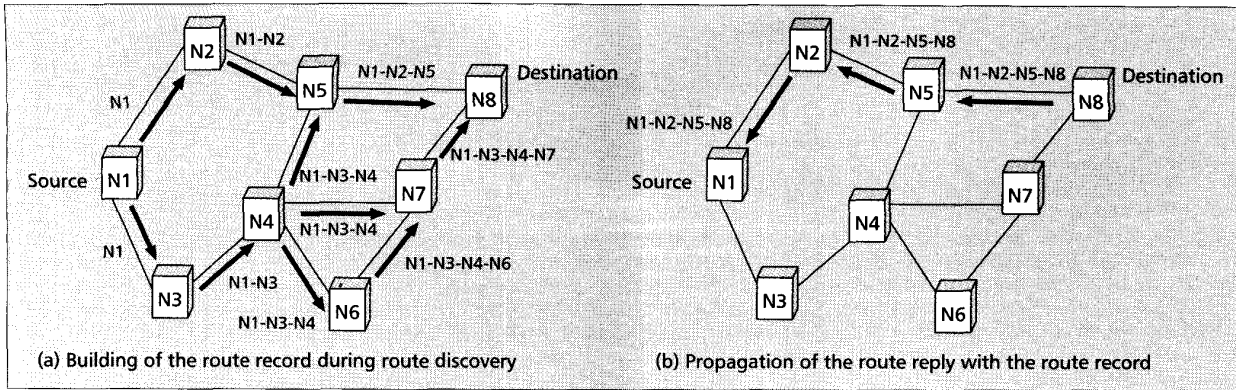 N2
N1-N2
N5
N1-N2-N5
Destination
N8
N1
N1-N3-N4-N7
Source
N1
N1-N3-N4
N7
N4
N1-N3-N4
N1
N1-N3-N4-N6
N3
N1-N3
N6
N1-N3-N4
(a) Building of the route record during route discovery
N2
N1-N2-N5-N8
N5
N1-N2-N5-N8
Destination
N8
N1-N2-N5-N8
Source
N1
N7
N4
N3
N6
(b) Propagation of the route reply with the route record